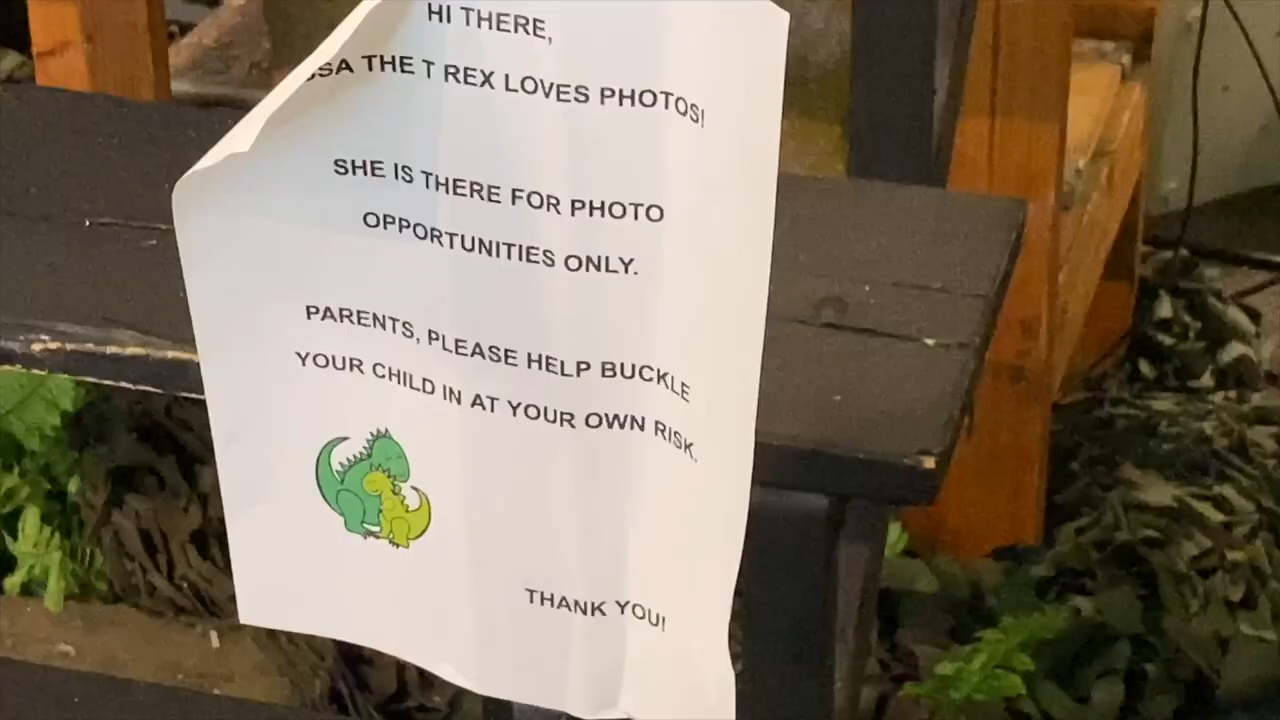 HI THERE,
THE T REX LOVES PHOTOS!
SHE IS THERE FOR PHOTO
OPPORTUNITIES ONLY.
PARENTS, PLEASE HELP BUCKLE
YOUR CHILD IN AT YOUR OWN RISK.
THANK YOU!